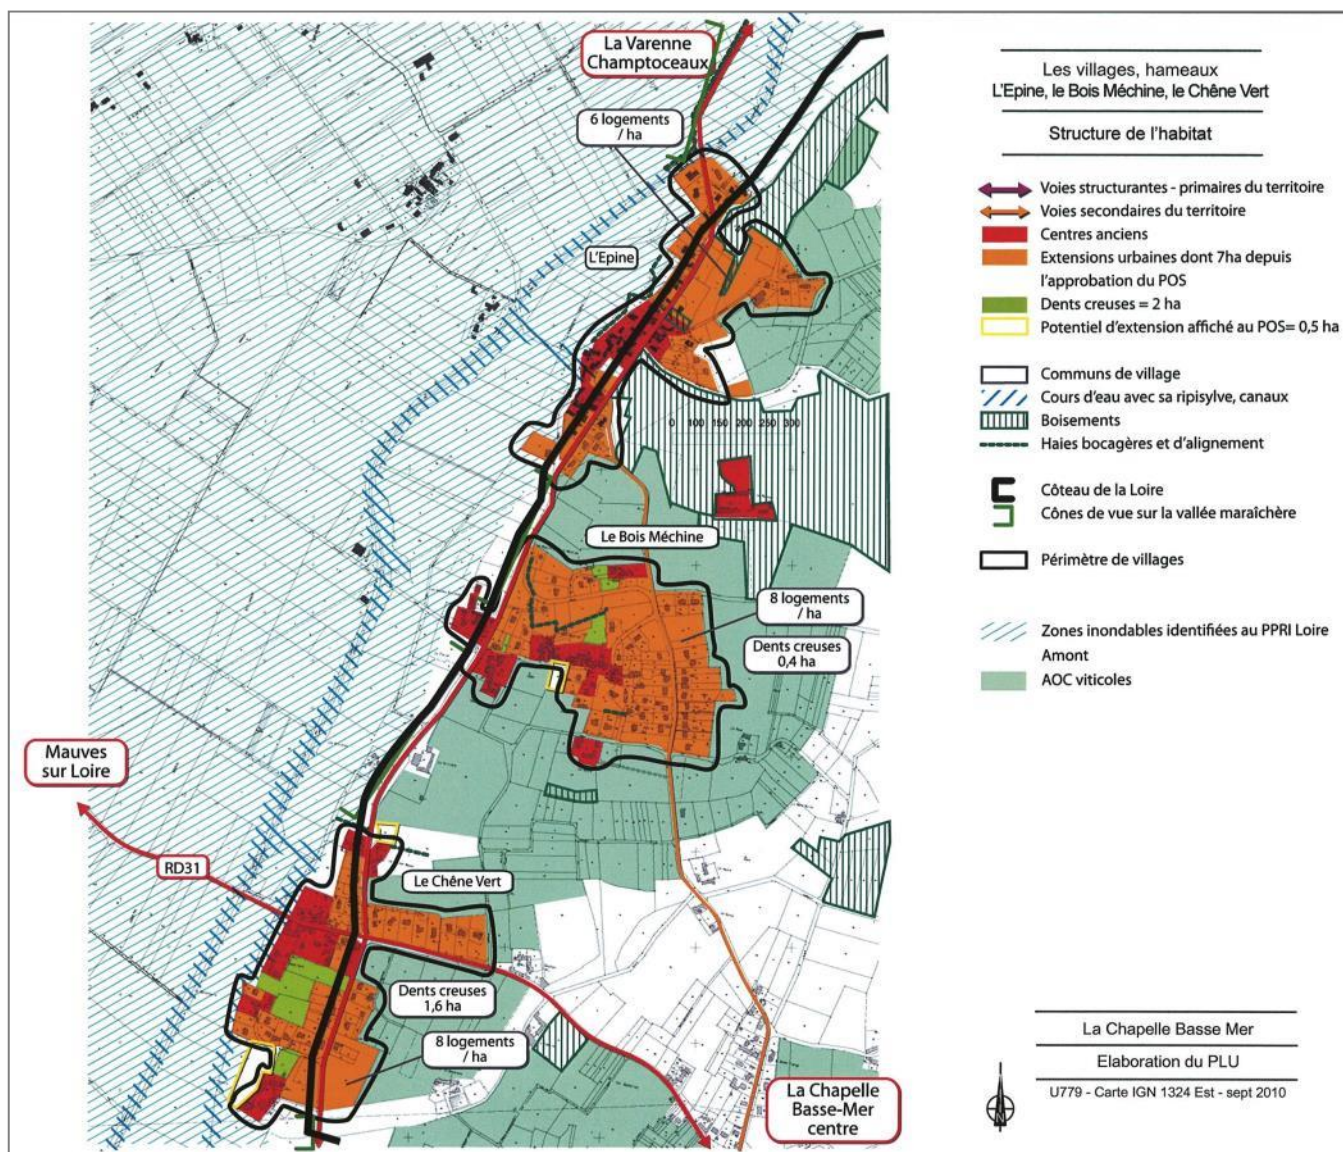 La Varenne
Champtoceaux
6 logements
/ ha
L'Epine
0 100 150 200 250 300
Le Bois Méchine
8 logements
/ ha
Dents creuses
0,4 ha
Mauves
sur Loire
RD31
Le Chêne Vert
Dents creuses
1,6 ha
8 logements
/ ha
La Chapelle
Basse-Mer
centre
Les villages, hameaux
L'Epine, le Bois Méchine, le Chêne Vert
Structure de l'habitat
Voies structurantes - primaires du territoire
Voies secondaires du territoire
Centres anciens
Extensions urbaines dont 7ha depuis
l'approbation du POS
Dents creuses = 2 ha
Potentiel d'extension affiché au POS= 0,5 ha
Communs de village
Cours d'eau avec sa ripisylve, canaux
Boisements
Haies bocagères et d'alignement
Côteau de la Loire
Cônes de vue sur la vallée maraîchère
Périmètre de villages
Zones inondables identifiées au PPRI Loire
Amont
AOC viticoles
La Chapelle Basse Mer
Elaboration du PLU
U779 - Carte IGN 1324 Est - sept 2010
N